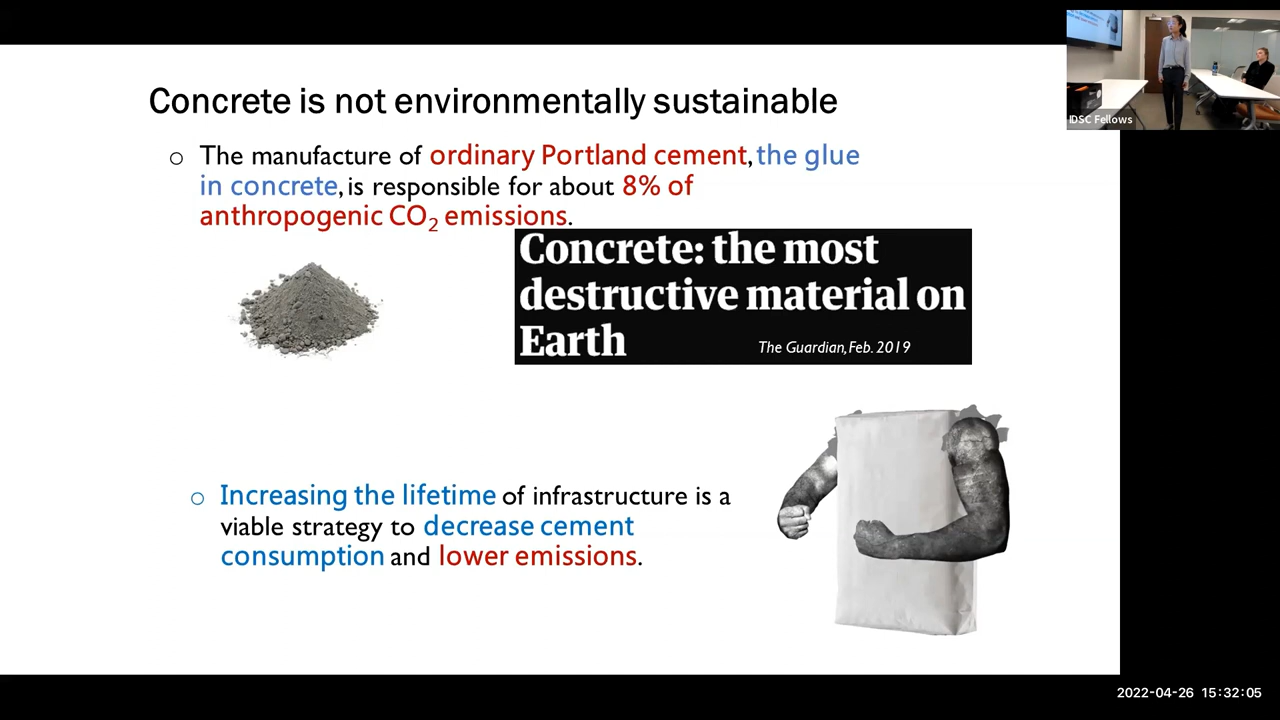 Concrete is not environmentally sustainable
○ The manufacture of ordinary Portland cement, the glue
in concrete, is responsible for about 8% of
anthropogenic CO₂ emissions.
Concrete: the most
destructive material on
Earth
The Guardian, Feb. 2019
○ Increasing the lifetime of infrastructure is a
viable strategy to decrease cement
consumption and lower emissions.
IDSC Fellows
2022-04-26 15:32:05